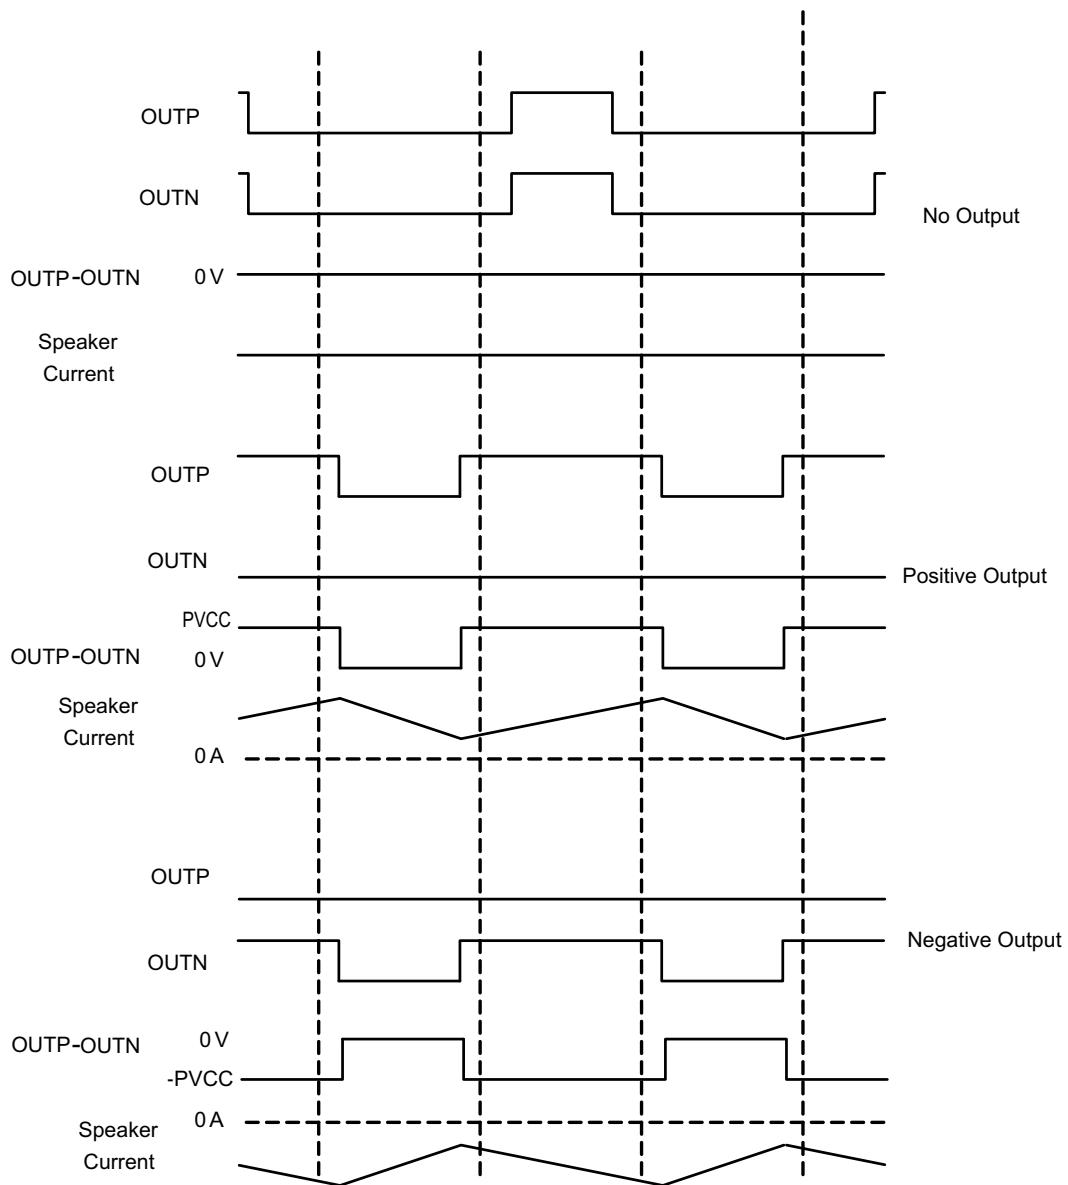 OUTP
OUTN
No Output
OUTP-OUTN 0 V
Speaker
Current
OUTP
OUTN
Positive Output
PVCC
OUTP-OUTN 0 V
Speaker
Current
0 A
OUTP
Negative Output
OUTN
OUTP-OUTN 0 V
-PVCC
0 A
Speaker
Current